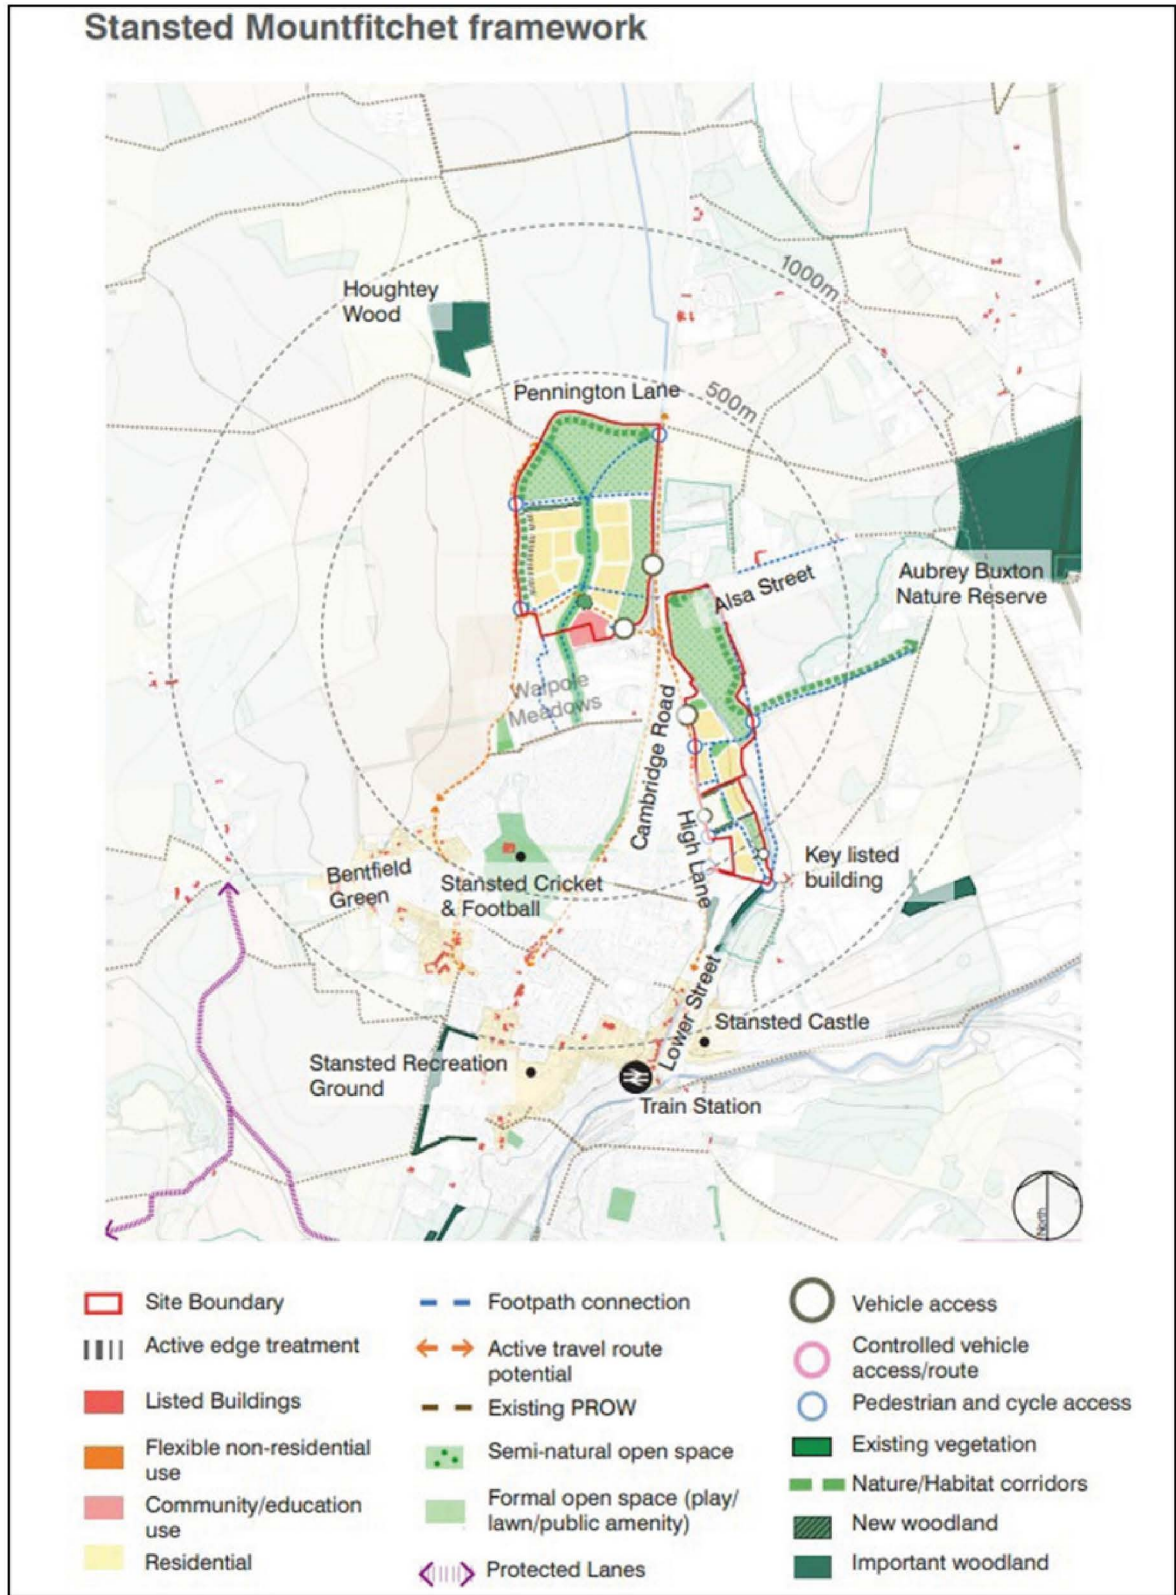 Stansted Mountfitchet framework
1000m
Houghtey
Wood
Pennington Lane
500m
Alsa Street
Aubrey Buxton
Nature Reserve
Walpole
Meadows
Cambridge Road
High Lane
Key listed
building
Bentfield
Green
Stansted Cricket
& Football
Lower Street
Stansted Castle
Stansted Recreation
Ground
Train Station
North
Site Boundary
Active edge treatment
Listed Buildings
Flexible non-residential
use
Community/education
use
Residential
Footpath connection
Active travel route
potential
Existing PROW
Semi-natural open space
Formal open space (play/
lawn/public amenity)
Protected Lanes
Vehicle access
Controlled vehicle
access/route
Pedestrian and cycle access
Existing vegetation
Nature/Habitat corridors
New woodland
Important woodland